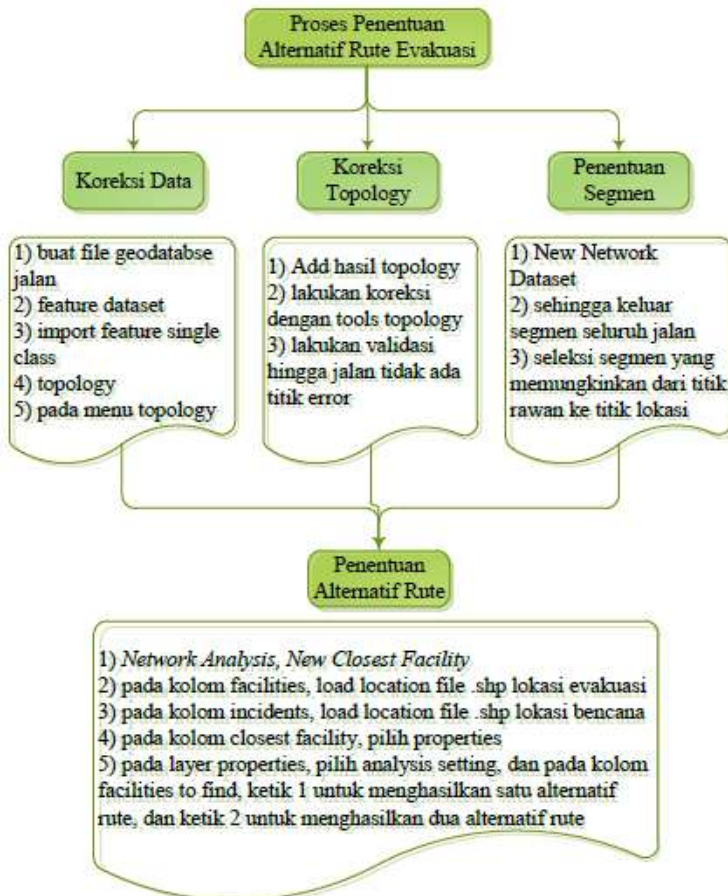 Proses Penentuan
Alternatif Rute Evakuasi
Koreksi Data
Koreksi
Topology
Penentuan
Segmen
1) buat file geodatabse
jalan
2) feature dataset
3) import feature single
class
4) topology
5) pada menu topology
1) Add hasil topology
2) lakukan koreksi
dengan tools topology
3) lakukan validasi
hingga jalan tidak ada
titik error
1) New Network
Dataset
2) sehingga keluar
segmen seluruh jalan
3) seleksi segmen yang
memungkinkan dari titik
rawan ke titik lokasi
Penentuan
Alternatif Rute
1) Network Analysis, New Closest Facility
2) pada kolom facilities, load location file .shp lokasi evakuasi
3) pada kolom incidents, load location file .shp lokasi bencana
4) pada kolom closest facility, pilih properties
5) pada layer properties, pilih analysis setting, dan pada kolom
facilities to find, ketik 1 untuk menghasilkan satu alternatif
rute, dan ketik 2 untuk menghasilkan dua alternatif rute